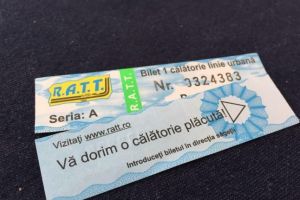 R.A.T.T.
R.A.T.T.
Bilet 1 călătorie linie urbană
Nr. 3324383
Seria: A
Vizitați www.ratt.ro
Vă dorim o călătorie plăcută!
Introduceți biletul în direcția săgeții